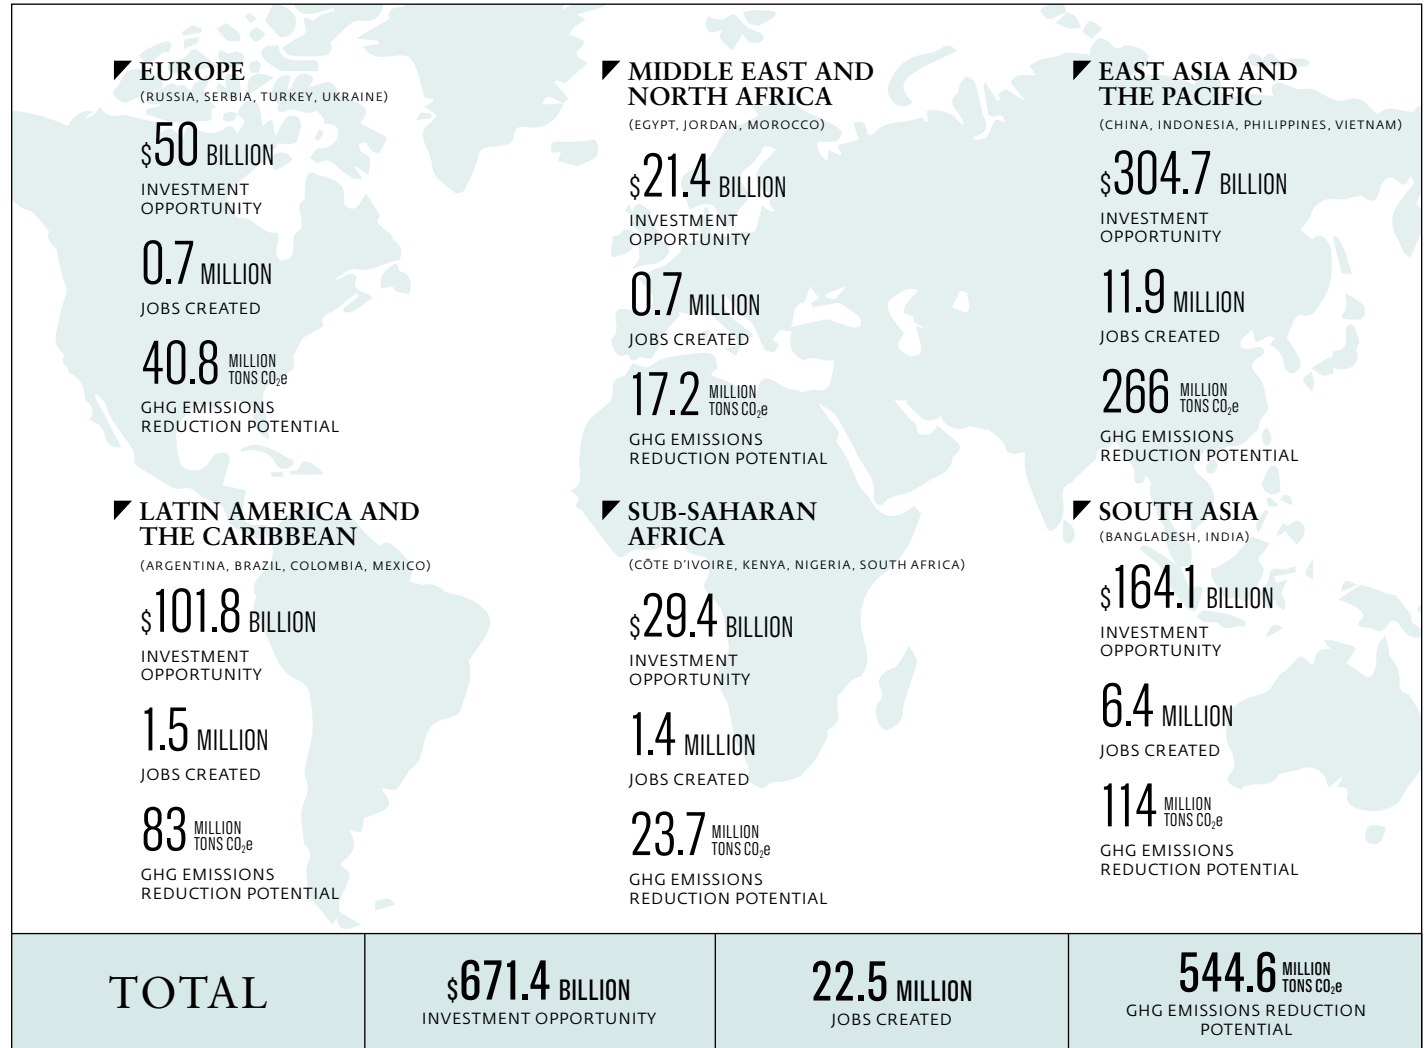 EUROPE
(RUSSIA, SERBIA, TURKEY, UKRAINE)
$50 BILLION
INVESTMENT
OPPORTUNITY
0.7 MILLION
JOBS CREATED
40.8 MILLION
TONS CO₂e
GHG EMISSIONS
REDUCTION POTENTIAL
MIDDLE EAST AND
NORTH AFRICA
(EGYPT, JORDAN, MOROCCO)
$21.4 BILLION
INVESTMENT
OPPORTUNITY
0.7 MILLION
JOBS CREATED
17.2 MILLION
TONS CO₂e
GHG EMISSIONS
REDUCTION POTENTIAL
EAST ASIA AND
THE PACIFIC
(CHINA, INDONESIA, PHILIPPINES, VIETNAM)
$304.7 BILLION
INVESTMENT
OPPORTUNITY
11.9 MILLION
JOBS CREATED
266 MILLION
TONS CO₂e
GHG EMISSIONS
REDUCTION POTENTIAL
LATIN AMERICA AND
THE CARIBBEAN
(ARGENTINA, BRAZIL, COLOMBIA, MEXICO)
$101.8 BILLION
INVESTMENT
OPPORTUNITY
1.5 MILLION
JOBS CREATED
83 MILLION
TONS CO₂e
GHG EMISSIONS
REDUCTION POTENTIAL
SUB-SAHARAN
AFRICA
(CÔTE D'IVOIRE, KENYA, NIGERIA, SOUTH AFRICA)
$29.4 BILLION
INVESTMENT
OPPORTUNITY
1.4 MILLION
JOBS CREATED
23.7 MILLION
TONS CO₂e
GHG EMISSIONS
REDUCTION POTENTIAL
SOUTH ASIA
(BANGLADESH, INDIA)
$164.1 BILLION
INVESTMENT
OPPORTUNITY
6.4 MILLION
JOBS CREATED
114 MILLION
TONS CO₂e
GHG EMISSIONS
REDUCTION POTENTIAL
TOTAL
$671.4 BILLION
INVESTMENT OPPORTUNITY
22.5 MILLION
JOBS CREATED
544.6 MILLION
TONS CO₂e
GHG EMISSIONS REDUCTION
POTENTIAL